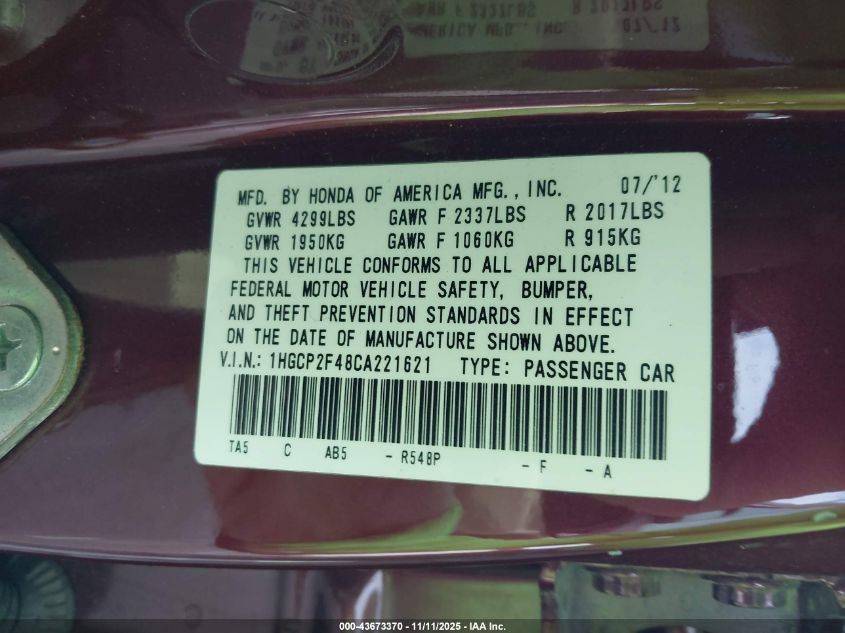 MFD. BY HONDA OF AMERICA MFG., INC. 07/'12
GVWR 4299LBS GAWR F 2337LBS R 2017LBS
GVWR 1950KG GAWR F 1060KG R 915KG
THIS VEHICLE CONFORMS TO ALL APPLICABLE
FEDERAL MOTOR VEHICLE SAFETY, BUMPER,
AND THEFT PREVENTION STANDARDS IN EFFECT
ON THE DATE OF MANUFACTURE SHOWN ABOVE.
V.I.N.: 1HGCP2F48CA221621 TYPE: PASSENGER CAR
TA5 C AB5 - R548P - F - A
000-43673370 - 11/11/2025 - IAA Inc.